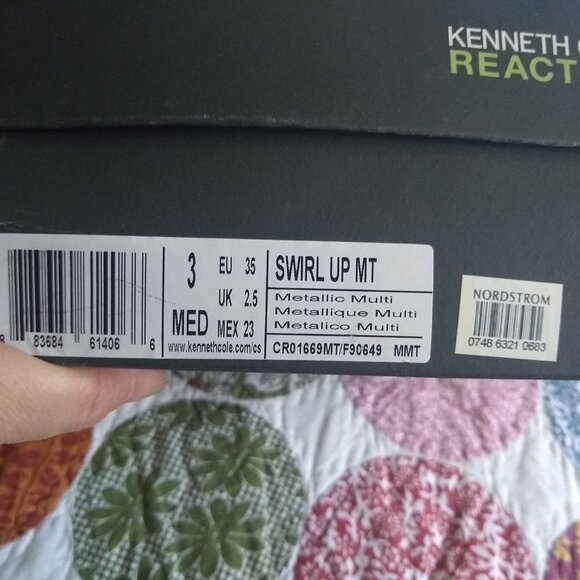 KENNETH
REACT
3 EU 35
UK 2.5
MED MEX 23
www.kennethcole.com/cs
SWIRL UP MT
Metallic Multi
Metallique Multi
Metalico Multi
CR01669MT/F90649 MMT
8 83684 61406 6
NORDSTROM
0748 6321 0683